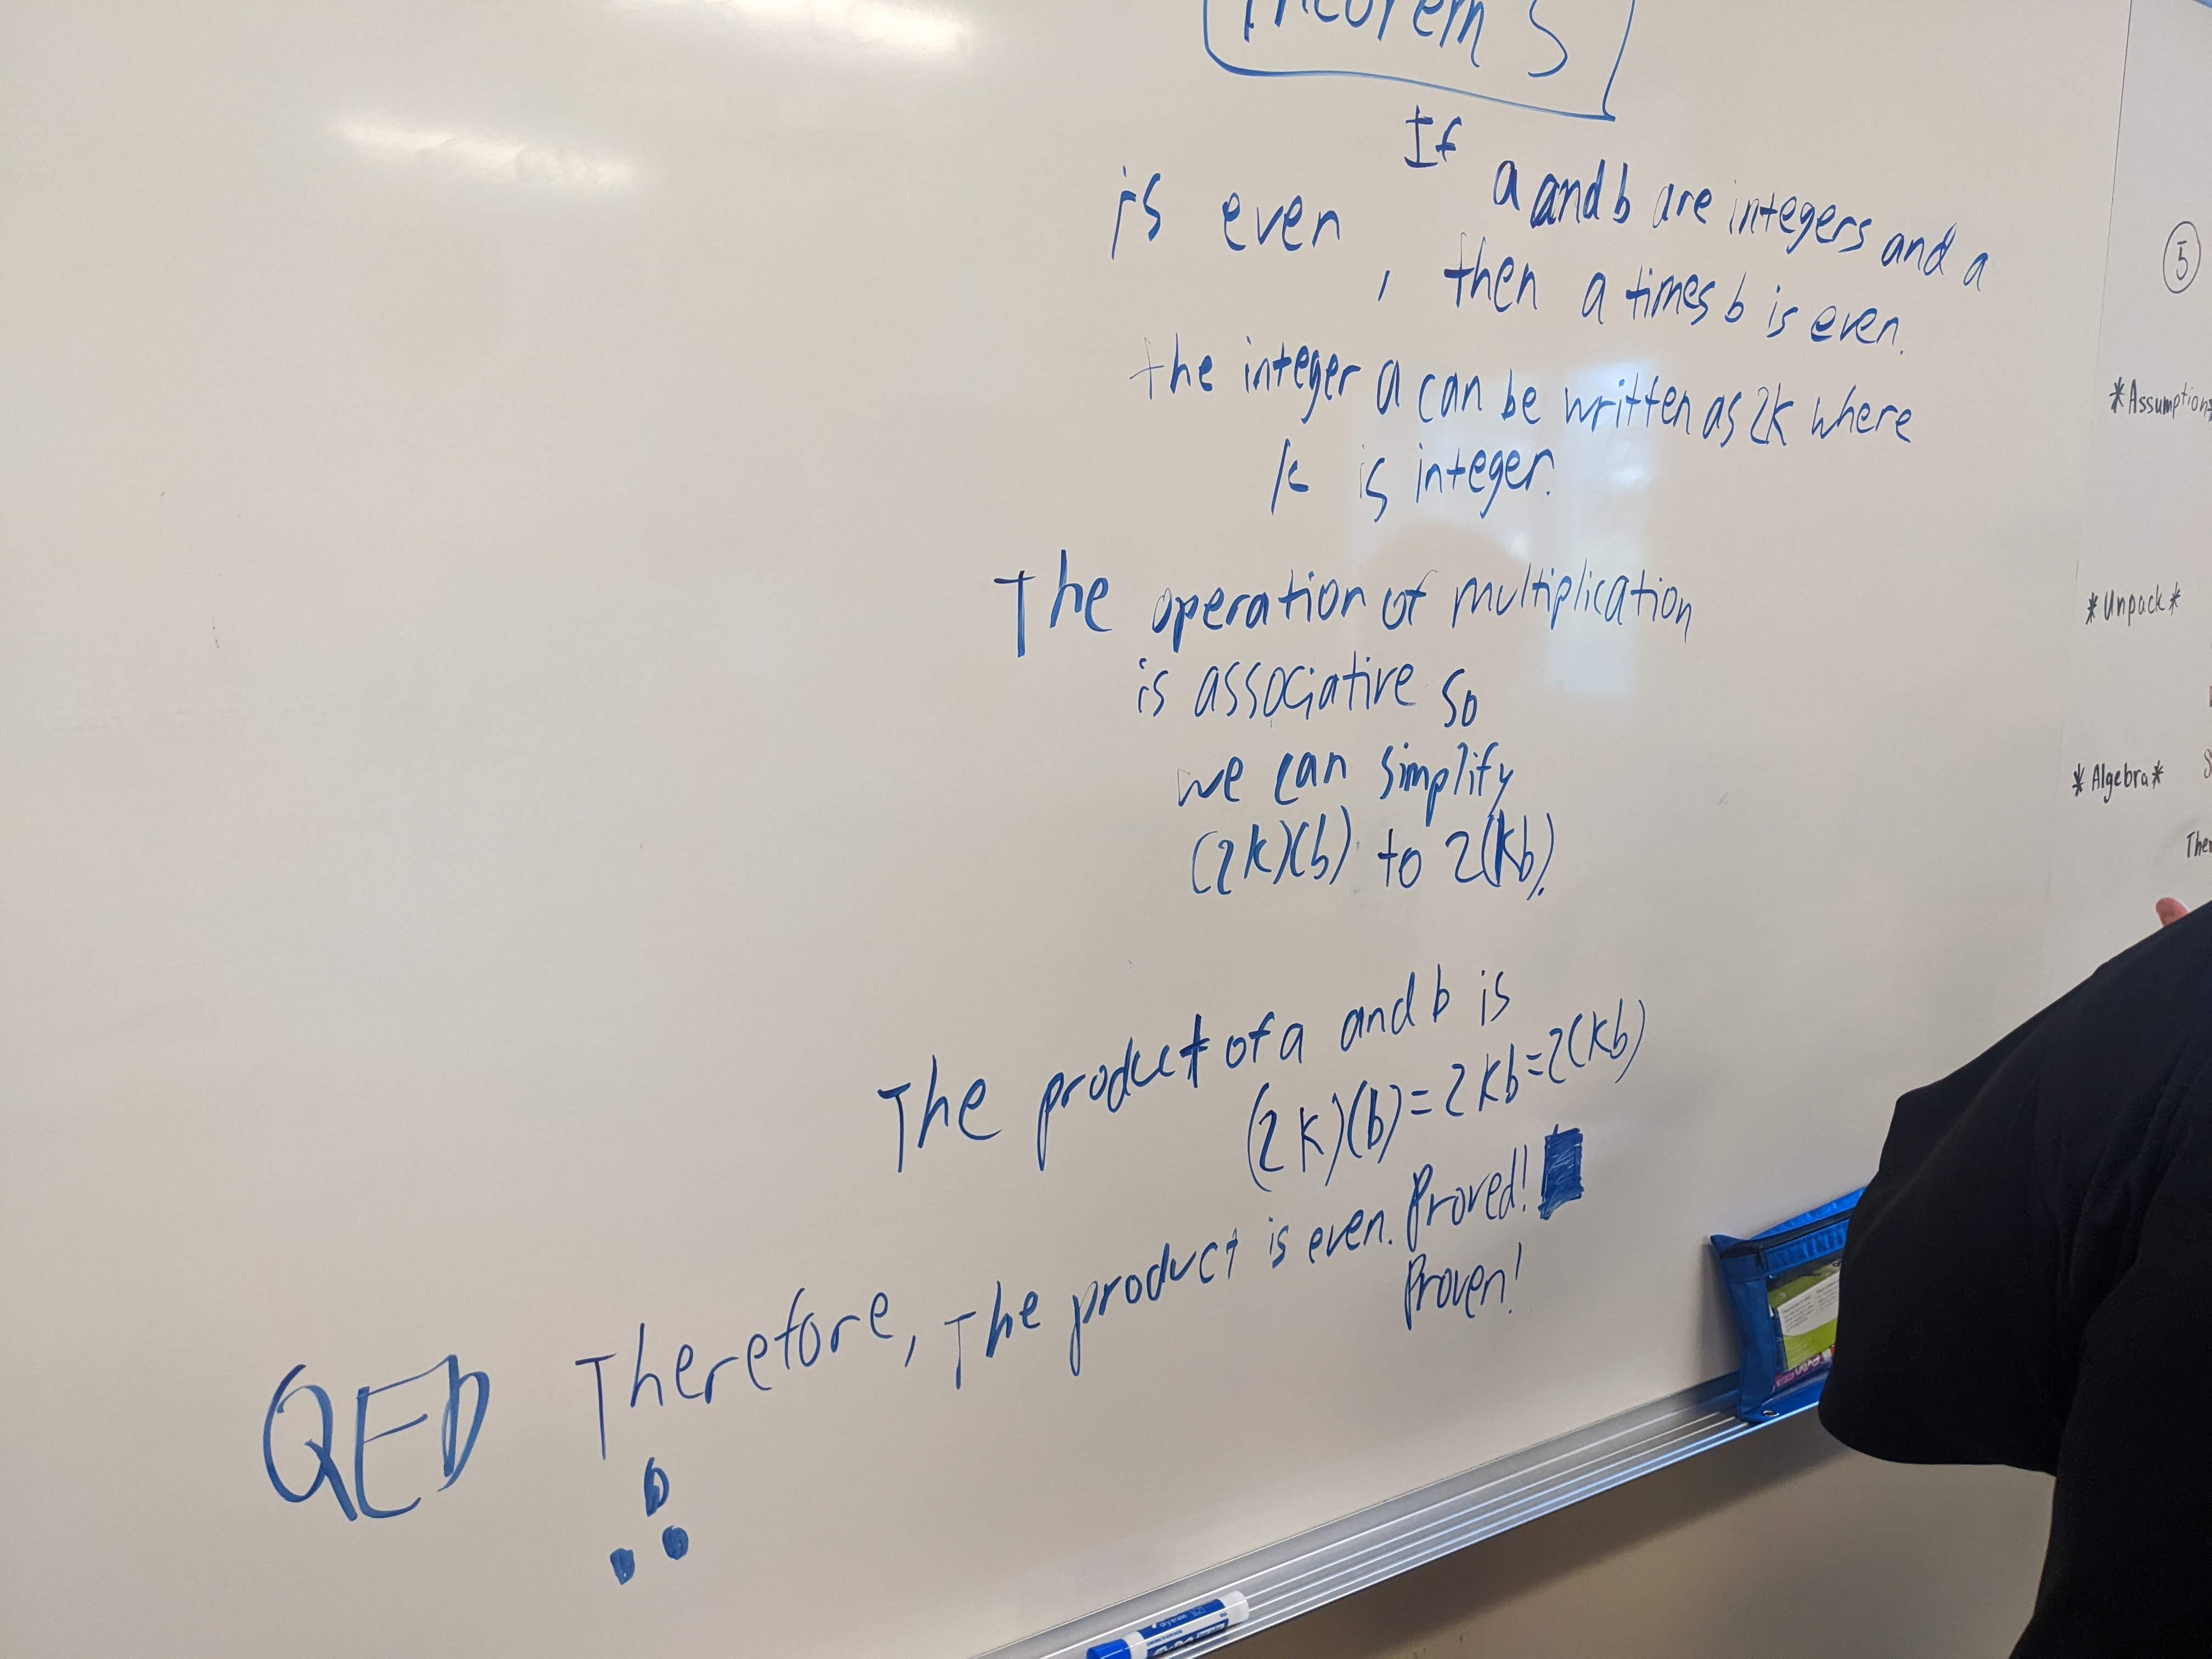 Theorem 5
If a and b are integers and a
is even, then a times b is even.
the integer a can be written as 2k where
k is integer.
The operation of multiplication
is associative so
we can simplify
(2k)(b) to 2(kb).
The product of a and b is
(2k)(b)=2kb=2(kb)
QED Therefore, The product is even. Proved!
Proven!
5
*Assumption
*Unpack*
*Algebra*